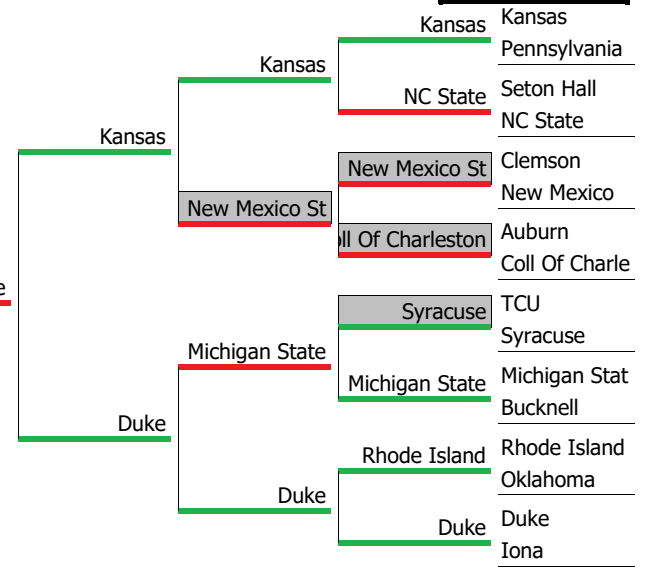 Kansas
Kansas
Pennsylvania
Kansas
Seton Hall
NC State
NC State
Kansas
Clemson
New Mexico St
New Mexico
New Mexico St
Auburn
ll Of Charleston
Coll Of Charle
e
TCU
Syracuse
Syracuse
Michigan State
Michigan Stat
Michigan State
Bucknell
Duke
Rhode Island
Rhode Island
Oklahoma
Duke
Duke
Duke
Iona